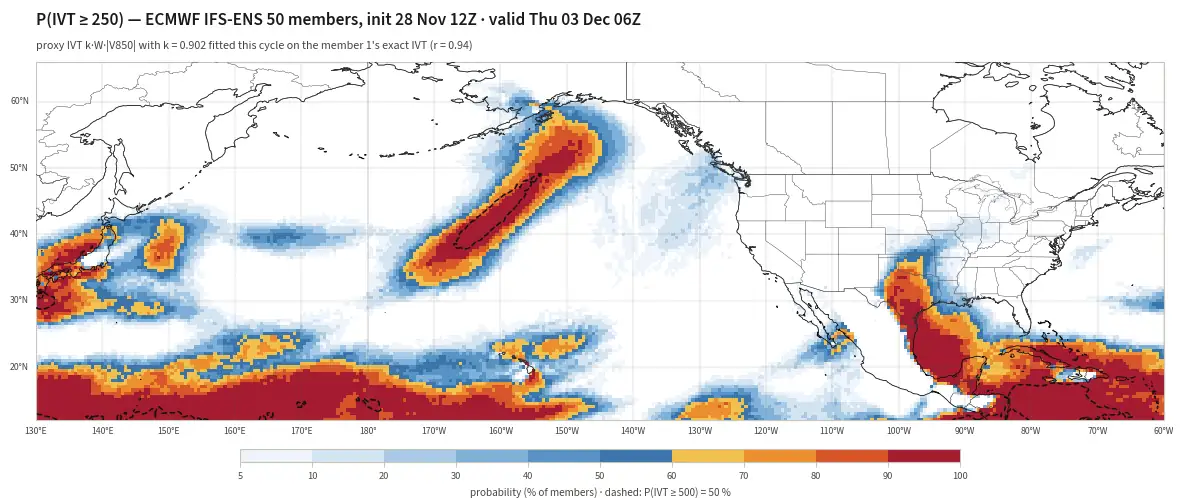 P(IVT ≥ 250) — ECMWF IFS-ENS 50 members, init 28 Nov 12Z · valid Thu 03 Dec 06Z
proxy IVT k·W·|V850| with k = 0.902 fitted this cycle on the member 1's exact IVT (r = 0.94)
60°N
50°N
40°N
30°N
20°N
130°E 140°E 150°E 160°E 170°E 180° 170°W 160°W 150°W 140°W 130°W 120°W 110°W 100°W 90°W 80°W 70°W 60°W
5 10 20 30 40 50 60 70 80 90 100
probability (% of members) · dashed: P(IVT ≥ 500) = 50 %